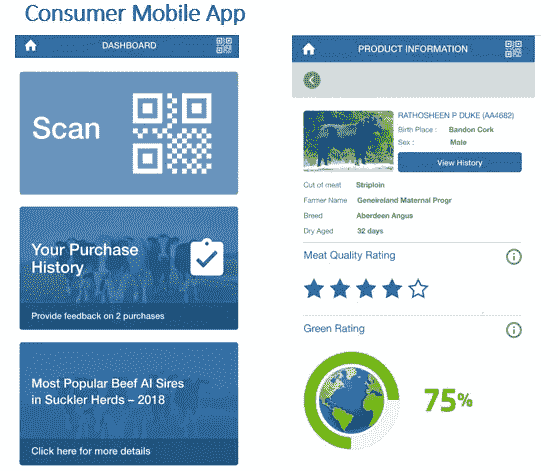 Consumer Mobile App
DASHBOARD
Scan
Your Purchase
History
Provide feedback on 2 purchases
Most Popular Beef AI Sires
in Suckler Herds – 2018
Click here for more details
PRODUCT INFORMATION
RATHOSHEEN P DUKE (AA4682)
Birth Place : Bandon Cork
Sex : Male
View History
Cut of meat Striploin
Farmer Name Geneireland Maternal Progr
Breed Aberdeen Angus
Dry Aged 32 days
Meat Quality Rating
Green Rating
75%